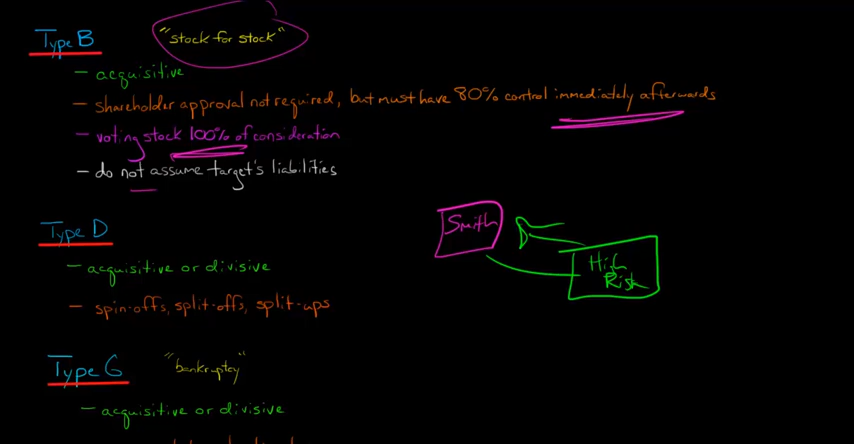 Type B "stock for stock"
– acquisitive
– shareholder approval not required, but must have 80% control immediately afterwards
– voting stock 100% of consideration
– do not assume target's liabilities
Smith
Type D
High
Risk
– acquisitive or divisive
– spin-offs, split-offs, split-ups
Type G "bankruptcy"
– acquisitive or divisive